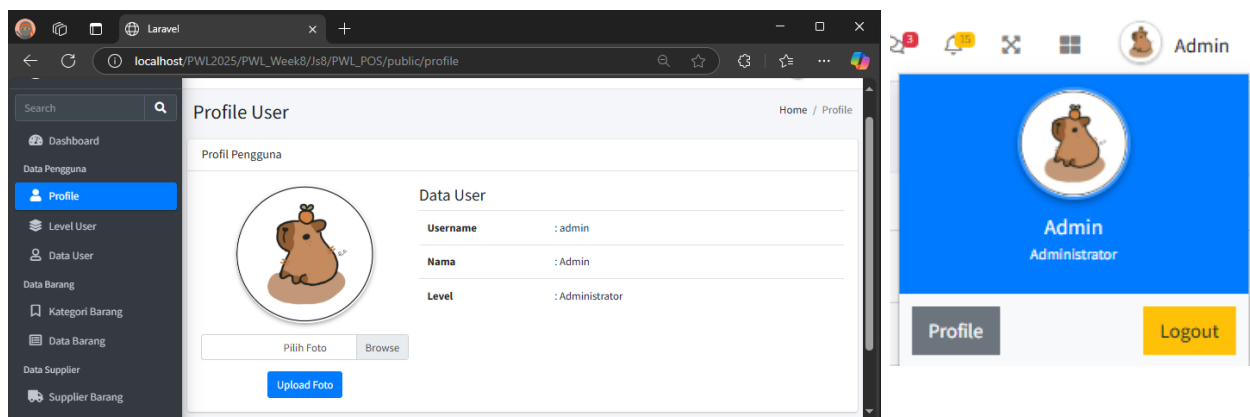 Laravel
localhost/PWL2025/PWL_Week8/Js8/PWL_POS/public/profile
Search
Profile User
Home / Profile
Dashboard
Data Pengguna
Profile
Level User
Data User
Data Barang
Kategori Barang
Data Barang
Data Supplier
Supplier Barang
Profil Pengguna
Pilih Foto Browse
Upload Foto
Data User
Username : admin
Nama : Admin
Level : Administrator
3 15 Admin
Admin
Administrator
Profile Logout